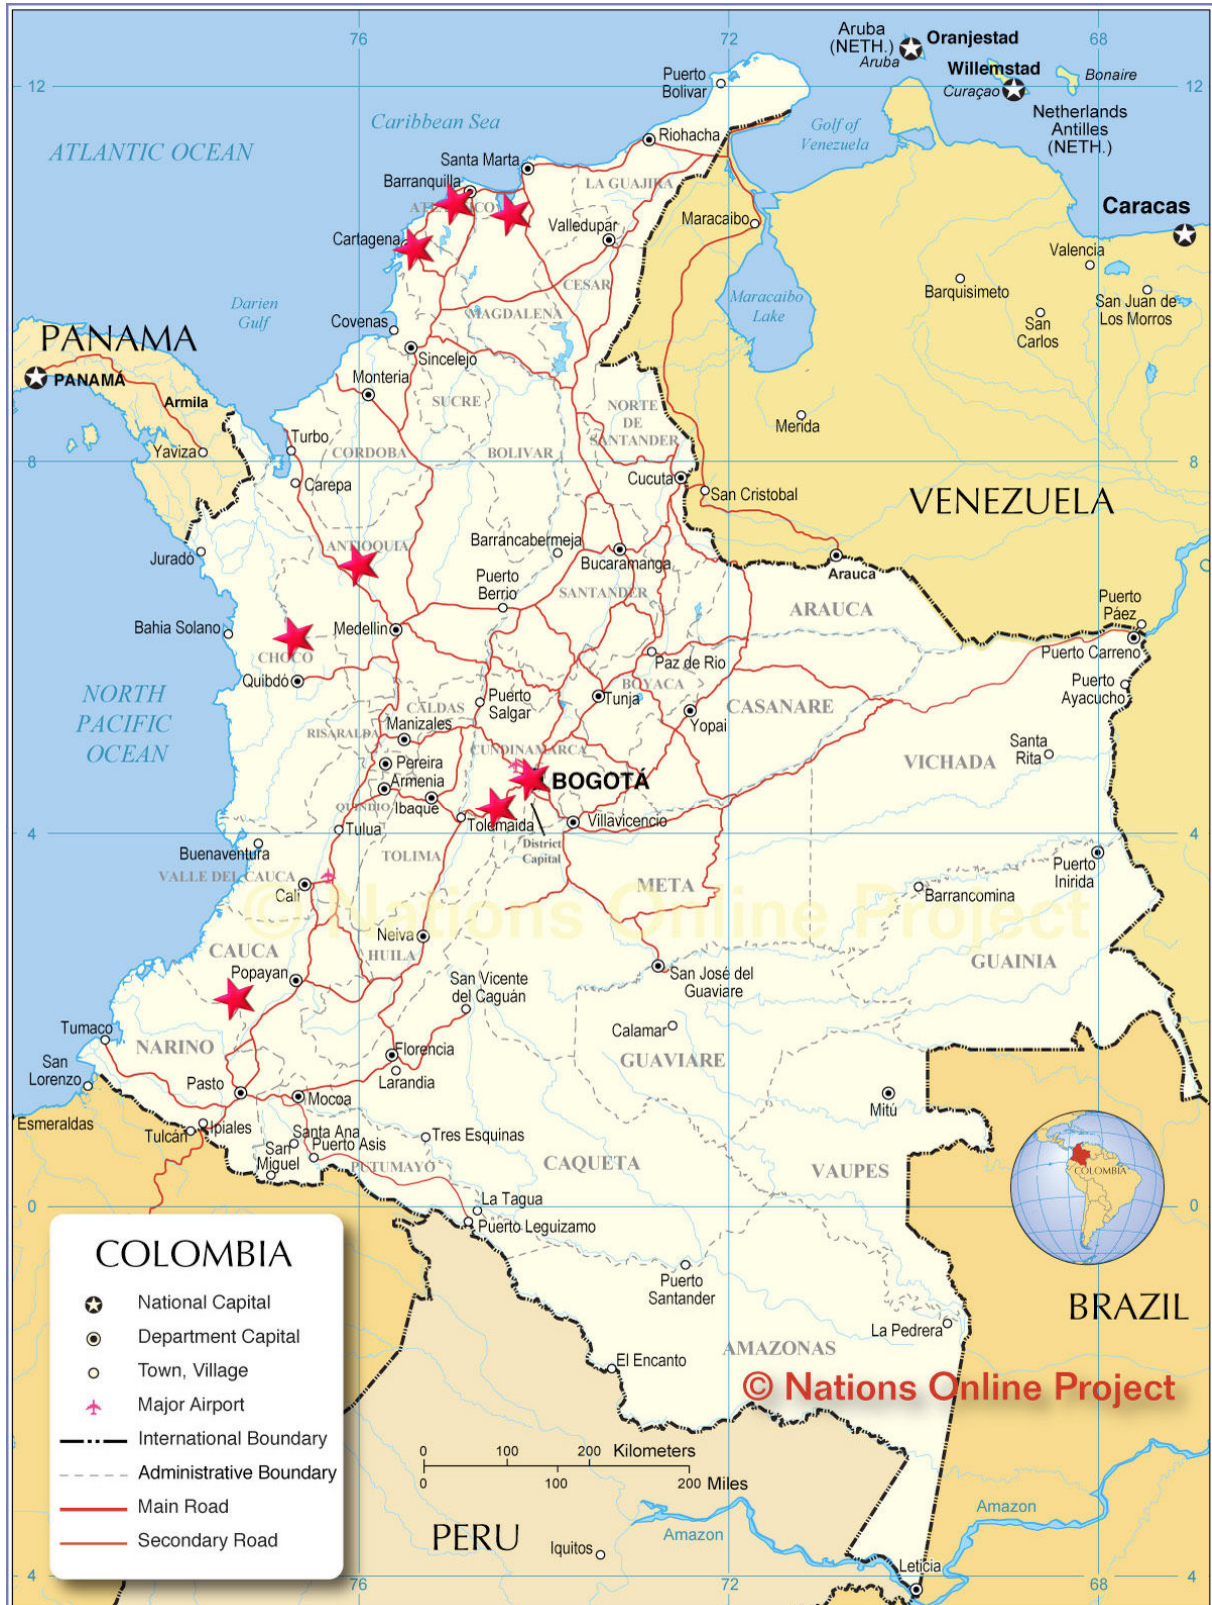 76
72
68
Aruba
(NETH.)
Aruba
Oranjestad
Willemstad
Curaçao
Bonaire
12
12
Netherlands
Antilles
(NETH.)
Puerto
Bolivar
Caribbean Sea
ATLANTIC OCEAN
Riohacha
Golf of
Venezuela
Santa Marta
Barranquilla
LA GUAJIRA
Cartagena
Valledupar
Maracaibo
Caracas
Valencia
CESAR
Barquisimeto
San Juan de
Los Morros
Darien
Gulf
Maracaibo
Lake
MAGDALENA
Covenas
San
Carlos
PANAMA
Sincelejo
PANAMÁ
Monteria
Armila
SUCRE
NORTE
DE
SANTANDER
Merida
Turbo
Yaviza
CORDOBA
BOLIVAR
8
8
Carepa
Cucuta
San Cristobal
VENEZUELA
Jurado
ANTIOQUIA
Barrancabermeja
Bucaramanga
Arauca
Puerto
Berrio
SANTANDER
ARAUCA
Puerto
Páez
Bahia Solano
Medellin
CHOCO
Puerto Carreno
Quibdó
Paz de Rio
BOYACA
Puerto
Ayacucho
NORTH
PACIFIC
OCEAN
Puerto
Salgar
Tunja
CALDAS
Yopai
CASANARE
Manizales
RISARALDA
CUNDINAMARCA
Santa
Rita
VICHADA
Pereira
BOGOTÁ
Armenia
QUINDIO
Ibaque
Tolemaida
Villavicencio
Tulua
4
4
District
Capital
Buenaventura
TOLIMA
VALLE DEL CAUCA
Cali
META
Puerto
Inirida
Barrancomina
© Nations Online Project
Neiva
CAUCA
HUILA
GUAINIA
Popayan
San Vicente
del Caguán
San José del
Guaviare
Tumaco
Calamar
NARINO
Florencia
GUAVIARE
San
Lorenzo
Larandia
Pasto
Mocoa
Mitú
Esmeraldas
Tulcán
Ipiales
Santa Ana
Tres Esquinas
Puerto Asis
San
Miguel
PUTUMAYO
CAQUETA
VAUPES
COLOMBIA
La Tagua
0
0
Puerto Leguizamo
COLOMBIA
National Capital
Department Capital
Town, Village
Major Airport
International Boundary
Administrative Boundary
Main Road
Secondary Road
Puerto
Santander
BRAZIL
La Pedrera
AMAZONAS
El Encanto
© Nations Online Project
0 100 200 Kilometers
0 100 200 Miles
PERU
Amazon
Amazon
Iquitos
Leticia
4
4
76
72
68